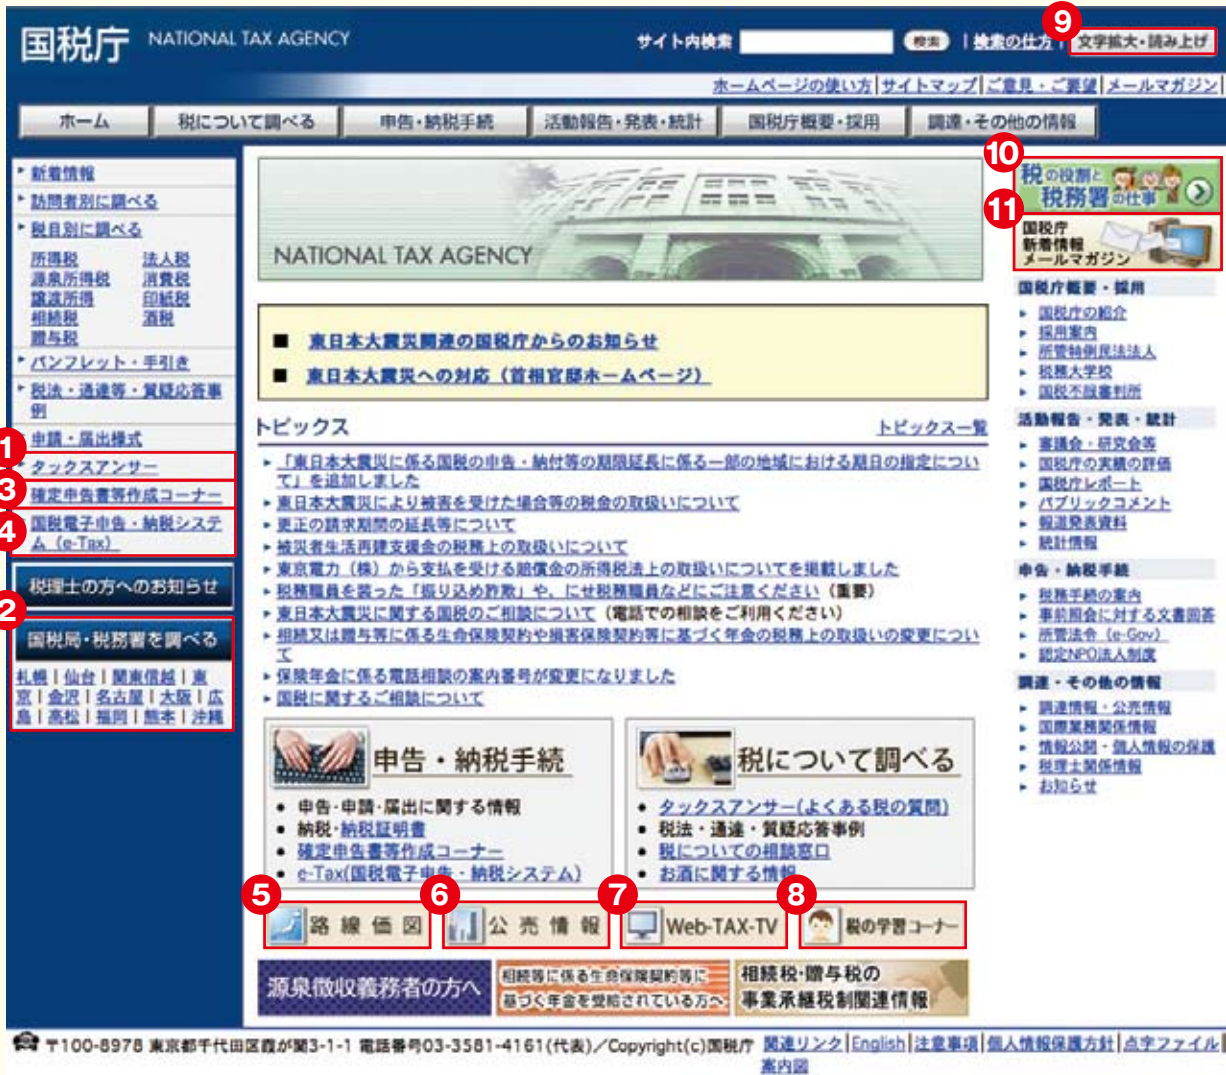 国税庁 NATIONAL TAX AGENCY
サイト内検索 検索 | 検索の仕方 |
9
文字拡大・読み上げ
ホームページの使い方|サイトマップ|ご意見・ご要望|メールマガジン|
ホーム 税について調べる 申告・納税手続 活動報告・発表・統計 国税庁概要・採用 調達・その他の情報
新着情報
訪問者別に調べる
税目別に調べる
所得税 法人税
源泉所得税 消費税
譲渡所得 印紙税
相続税 酒税
贈与税
パンフレット・手引き
税法・通達等・質疑応答事
例
申請・届出様式
1
タックスアンサー
3
確定申告書等作成コーナー
4
国税電子申告・納税システ
ム（e-Tax）
税理士の方へのお知らせ
2
国税局・税務署を調べる
札幌 | 仙台 | 関東信越 | 東
京 | 金沢 | 名古屋 | 大阪 | 広
島 | 高松 | 福岡 | 熊本 | 沖縄
NATIONAL TAX AGENCY
■ 東日本大震災関連の国税庁からのお知らせ
■ 東日本大震災への対応（首相官邸ホームページ）
トピックス トピックス一覧
「東日本大震災に係る国税の申告・納付等の期限延長に係る一部の地域における期日の指定につい
て」を追加しました
東日本大震災により被害を受けた場合等の税金の取扱いについて
更正の請求期間の延長等について
被災者生活再建支援金の税務上の取扱いについて
東京電力（株）から支払を受ける賠償金の所得税法上の取扱いについてを掲載しました
税務職員を装った「振り込め詐欺」や、にせ税務職員などにご注意ください（重要）
東日本大震災に関する国税のご相談について（電話での相談をご利用ください）
相続又は贈与等に係る生命保険契約や損害保険契約等に基づく年金の税務上の取扱いの変更につい
て
保険年金に係る電話相談の案内番号が変更になりました
国税に関するご相談について
申告・納税手続
• 申告・申請・届出に関する情報
• 納税・納税証明書
• 確定申告書等作成コーナー
• e-Tax(国税電子申告・納税システム)
税について調べる
• タックスアンサー(よくある税の質問)
• 税法・通達・質疑応答事例
• 税についての相談窓口
• お酒に関する情報
5
路線価図
6
公売情報
7
Web-TAX-TV
8
税の学習コーナー
源泉徴収義務者の方へ
相続等に係る生命保険契約等に
基づく年金を受給されている方へ
相続税・贈与税の
事業承継税制関連情報
10
税の役割と
税務署の仕事
11
国税庁
新着情報
メールマガジン
国税庁概要・採用
国税庁の紹介
採用案内
所管特例民法法人
税務大学校
国税不服審判所
活動報告・発表・統計
審議会・研究会等
国税庁の実績の評価
国税庁レポート
パブリックコメント
報道発表資料
統計情報
申告・納税手続
税務手続の案内
事前照会に対する文書回答
所管法令（e-Gov）
認定NPO法人制度
調達・その他の情報
調達情報・公売情報
国際業務関係情報
情報公開・個人情報の保護
税理士関係情報
お知らせ
〒100-8978 東京都千代田区霞が関3-1-1 電話番号03-3581-4161(代表)／Copyright(c)国税庁
関連リンク|English|注意事項|個人情報保護方針|点字ファイル|
案内図